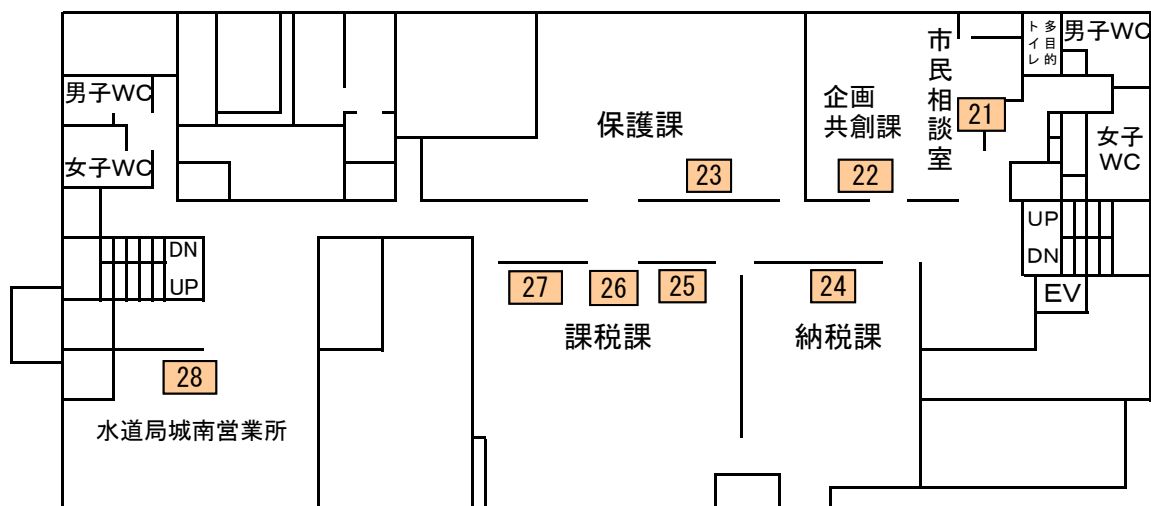 男子WC
女子WC
保護課
23
企画
共創課
22
市民相談室
21
多目的
トイレ
男子WC
女子
WC
UP
DN
EV
DN
UP
27
26
25
24
課税課
納税課
28
水道局城南営業所